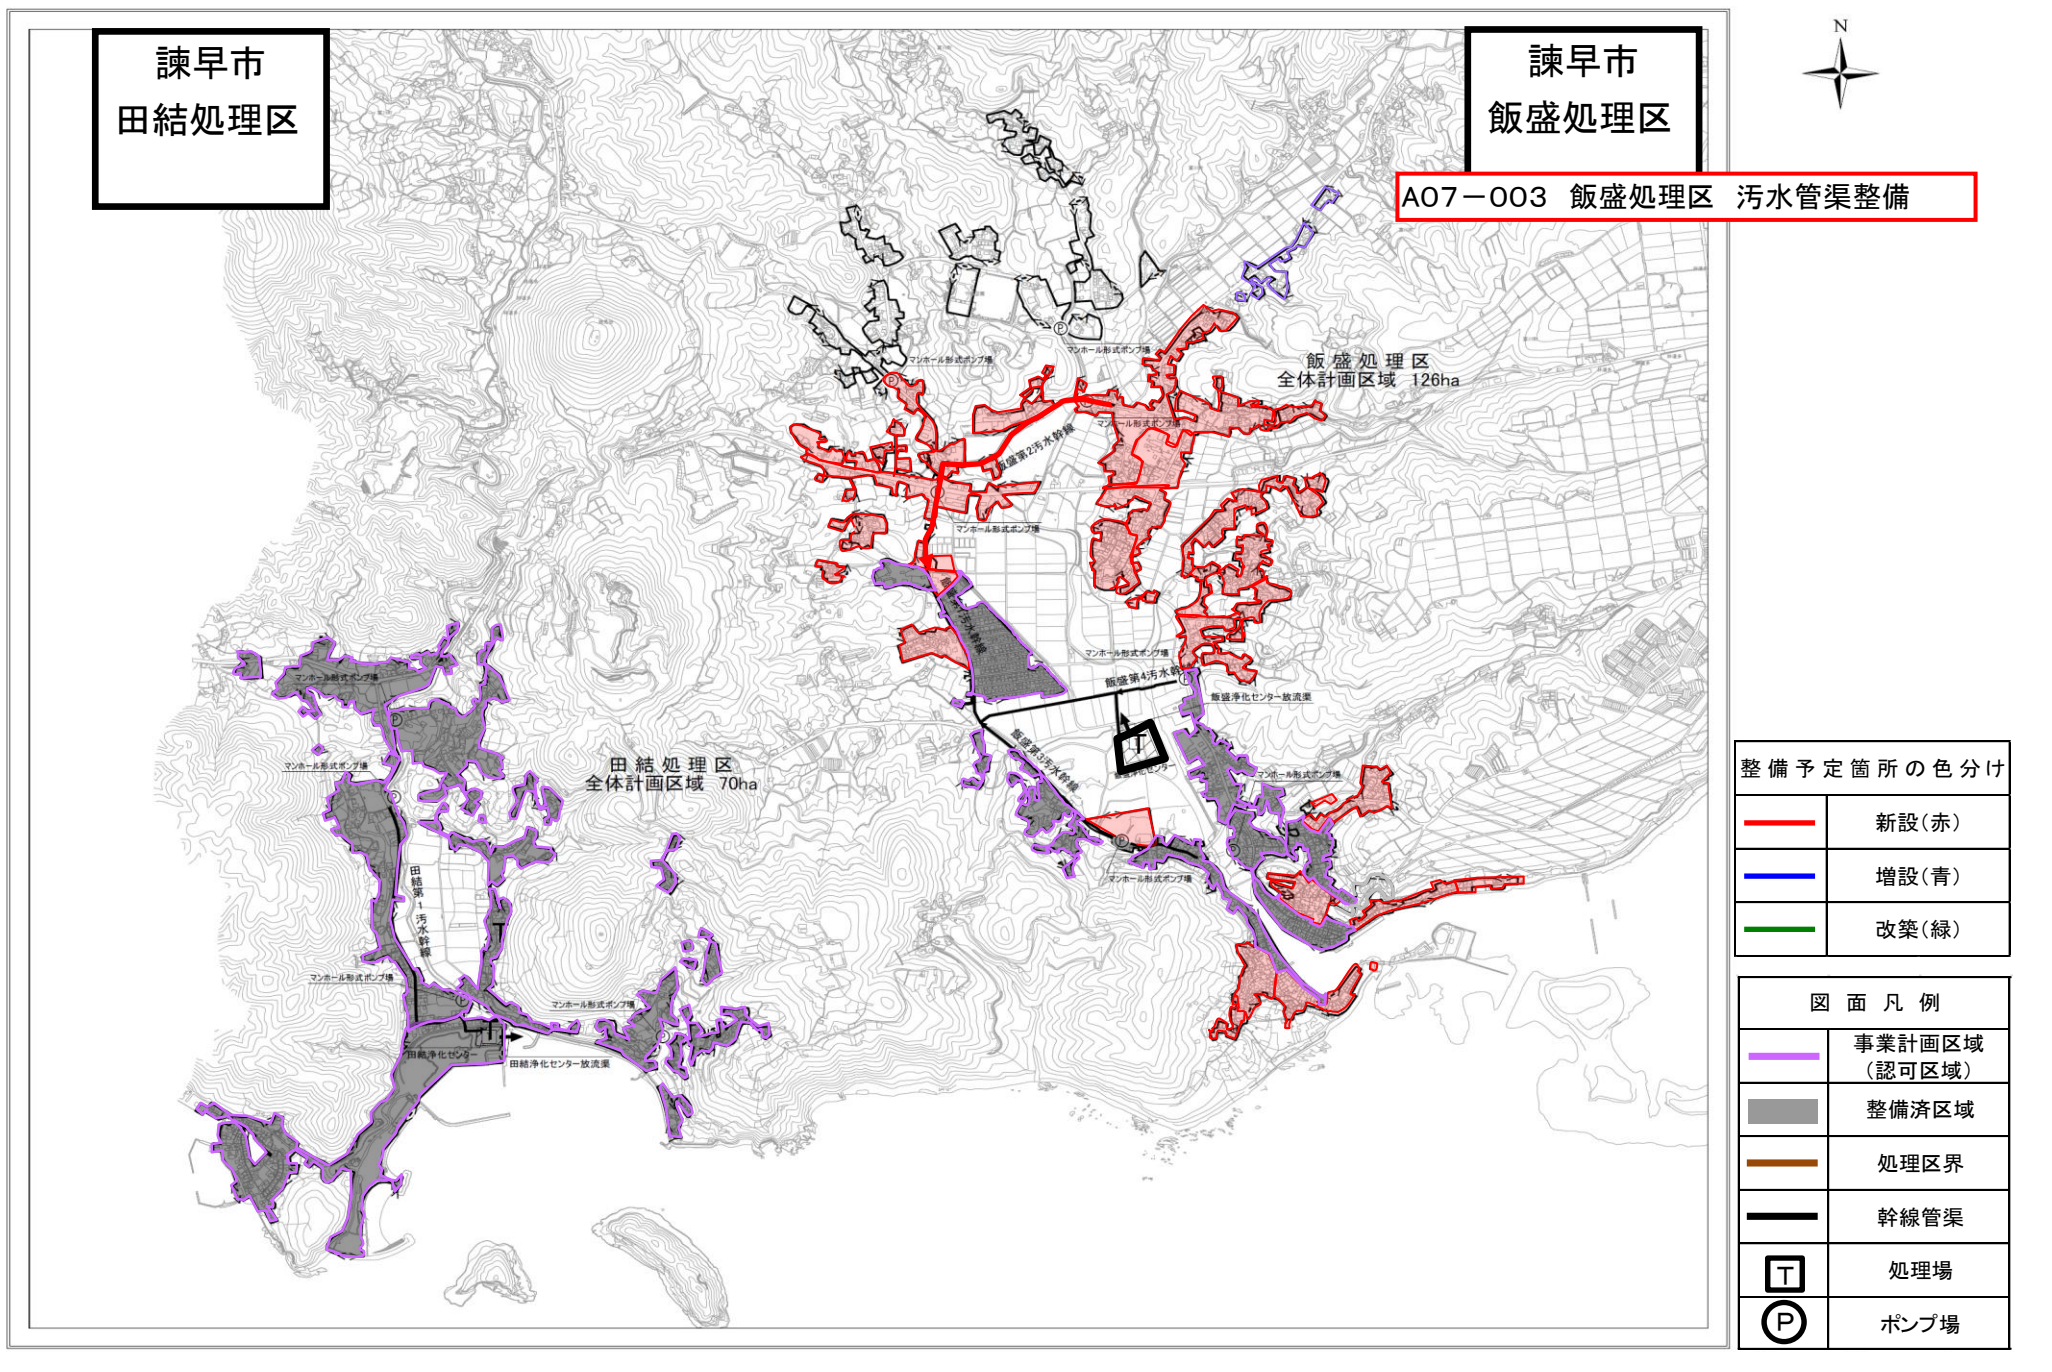 諫早市
田結処理区
諫早市
飯盛処理区
N
A07－003　飯盛処理区　汚水管渠整備
マンホール形式ポンプ場
マンホール形式ポンプ場
P
P
飯盛処理区
全体計画区域 126ha
マンホール形式ポンプ場
飯盛第2汚水幹線
マンホール形式ポンプ場
飯盛第1汚水幹線
マンホール形式ポンプ場
飯盛第4汚水幹
P
飯盛浄化センター放流渠
T
飯盛浄化センター
飯盛第3汚水幹線
マンホール形式ポンプ場
P
マンホール形式ポンプ場
マンホール形式ポンプ場
P
マンホール形式ポンプ場
P
田結処理区
全体計画区域 70ha
田結第1汚水幹線
T
マンホール形式ポンプ場
P
マンホール形式ポンプ場
T
田結浄化センター
田結浄化センター放流渠
整備予定箇所の色分け
新設(赤)
増設(青)
改築(緑)
図面凡例
事業計画区域
(認可区域)
整備済区域
処理区界
幹線管渠
T
処理場
P
ポンプ場